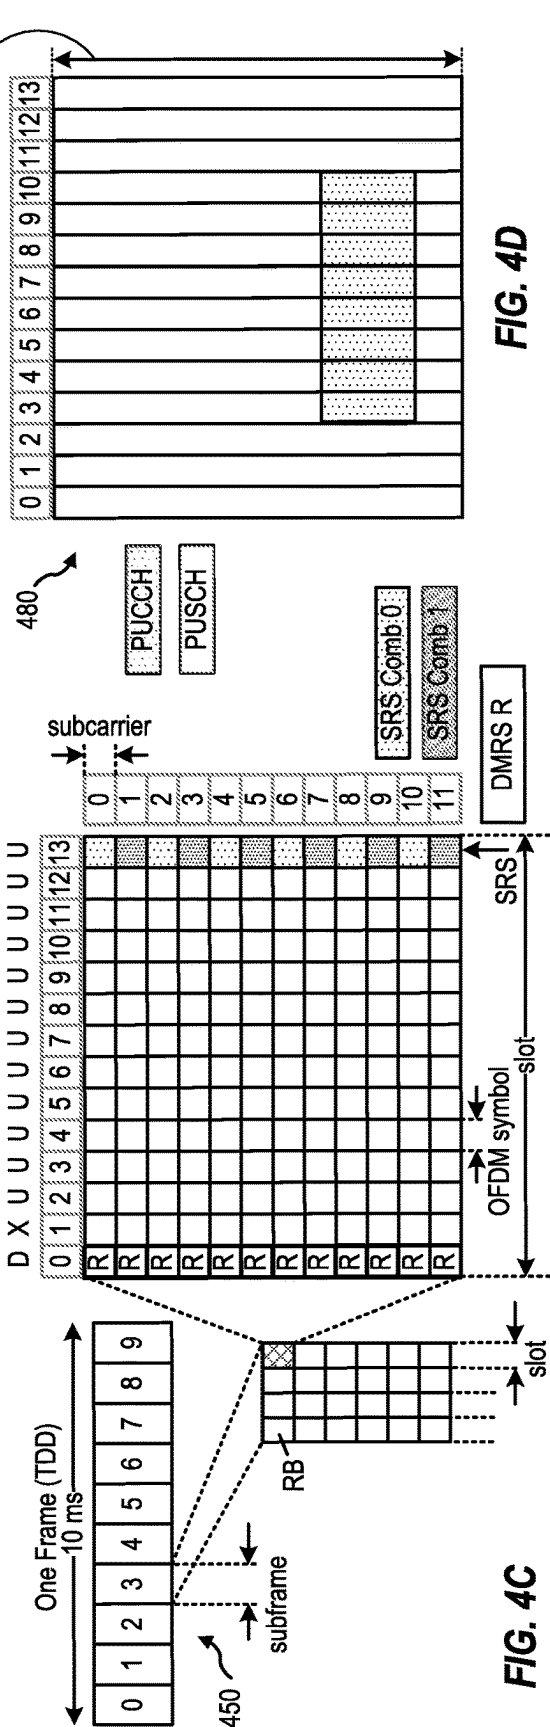 One Frame (TDD)
10 ms
0 1 2 3 4 5 6 7 8 9
450
subframe
RB
slot
FIG. 4C
D X U U U U U U U U U U U U
0 1 2 3 4 5 6 7 8 9 10 11 12 13
R
R
R
R
R
R
R
R
R
R
R
R
subcarrier
0
1
2
3
4
5
6
7
8
9
10
11
OFDM symbol
slot
SRS
SRS Comb 0
SRS Comb 1
DMRS R
480
PUCCH
PUSCH
0 1 2 3 4 5 6 7 8 9 10 11 12 13
FIG. 4D